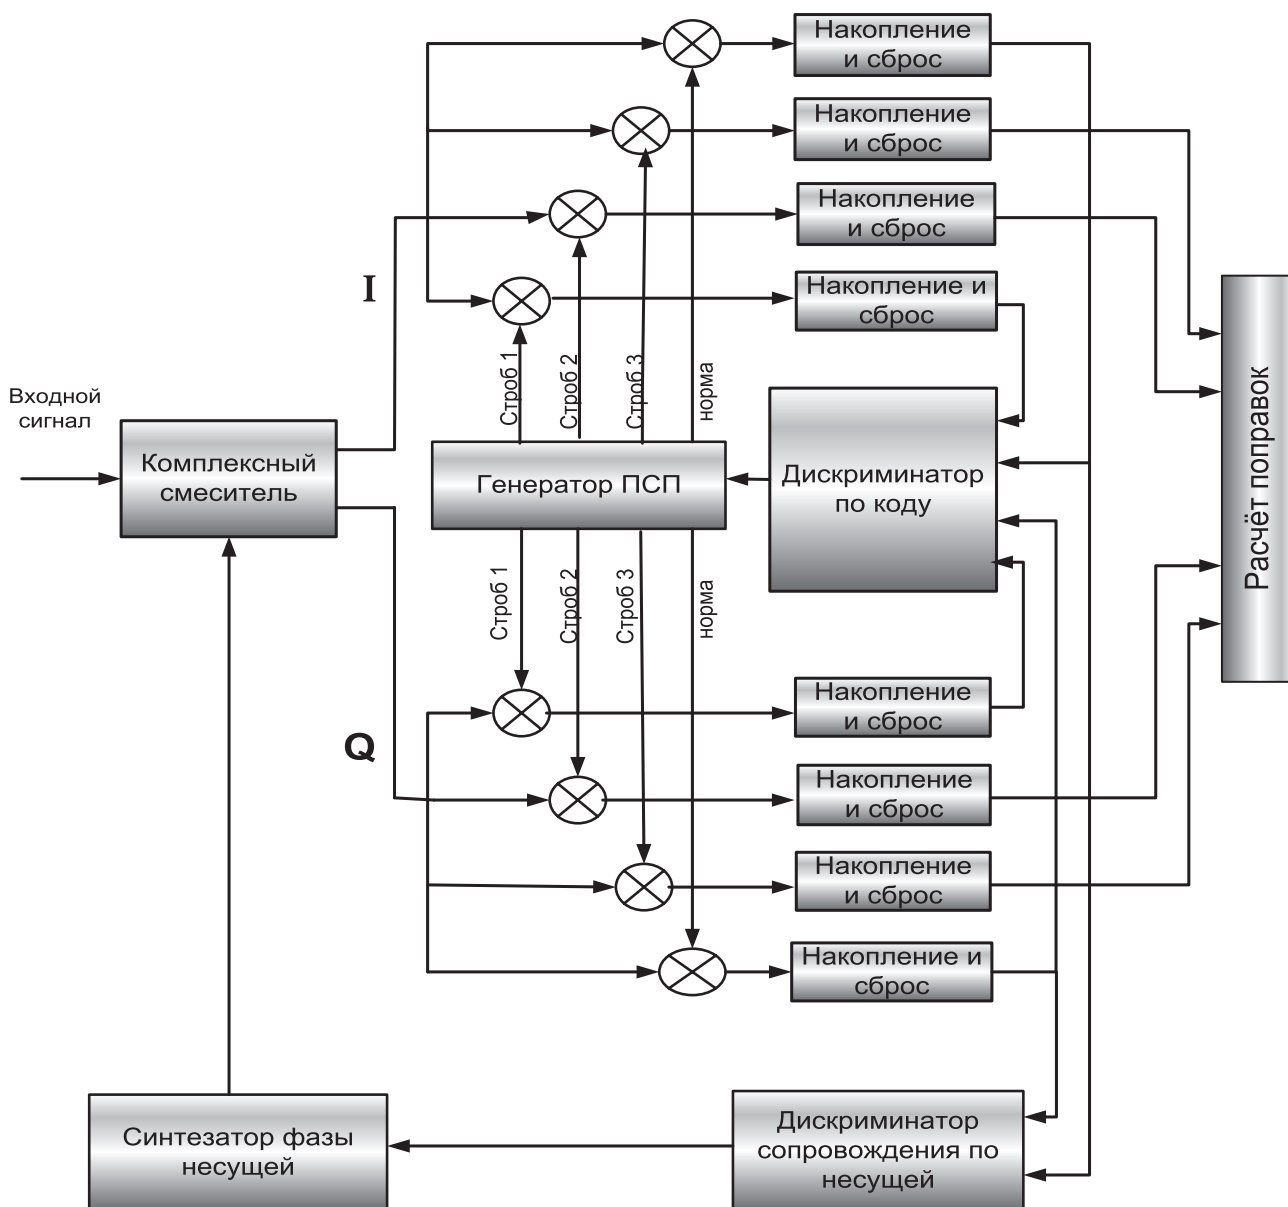 Накопление
и сброс
Накопление
и сброс
Накопление
и сброс
I
Накопление и
сброс
Строб 1
Строб 2
Строб 3
норма
Входной
сигнал
Комплексный
смеситель
Генератор ПСП
Дискриминатор
по коду
Расчёт поправок
Строб 1
Строб 2
Строб 3
норма
Накопление
и сброс
Q
Накопление
и сброс
Накопление
и сброс
Накопление и
сброс
Синтезатор фазы
несущей
Дискриминатор
сопровождения по
несущей